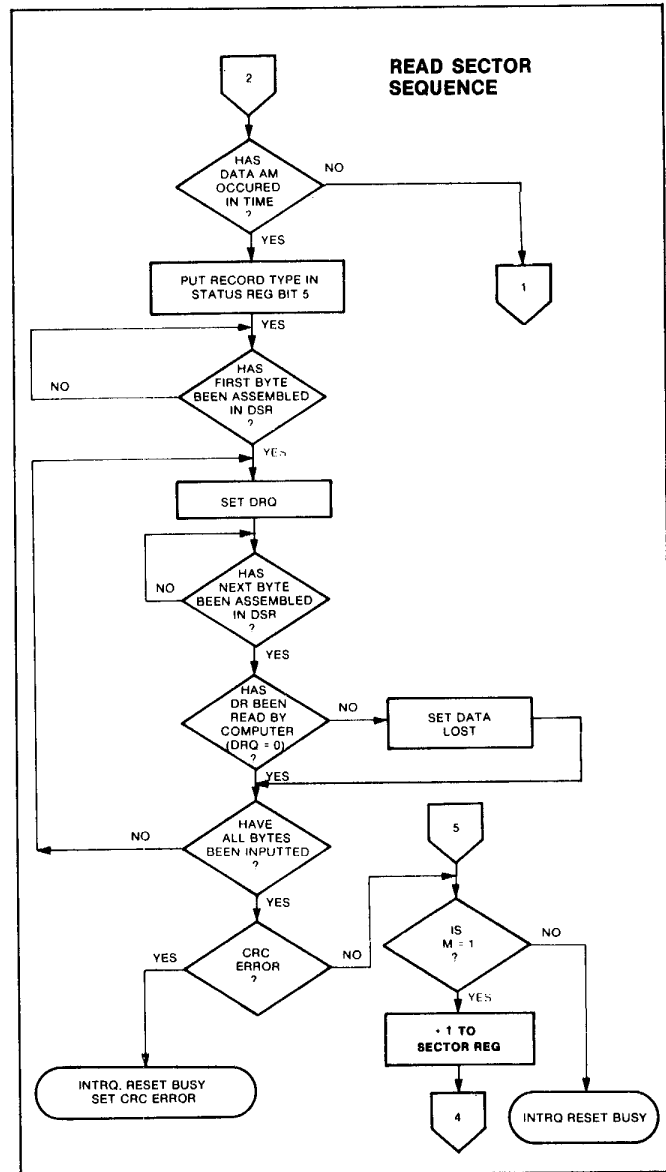 READ SECTOR
SEQUENCE
2
HAS
DATA AM
OCCURED
IN TIME
?
NO
YES
1
PUT RECORD TYPE IN
STATUS REG BIT 5
YES
HAS
FIRST BYTE
BEEN ASSEMBLED
IN DSR
?
NO
YES
SET DRQ
HAS
NEXT BYTE
BEEN ASSEMBLED
IN DSR
?
NO
YES
HAS
DR BEEN
READ BY
COMPUTER
(DRQ = 0)
?
NO
SET DATA
LOST
YES
HAVE
ALL BYTES
BEEN INPUTTED
?
NO
YES
5
CRC
ERROR
?
YES
NO
IS
M = 1
?
NO
YES
+ 1 TO
SECTOR REG
INTRQ. RESET BUSY
SET CRC ERROR
4
INTRQ RESET BUSY